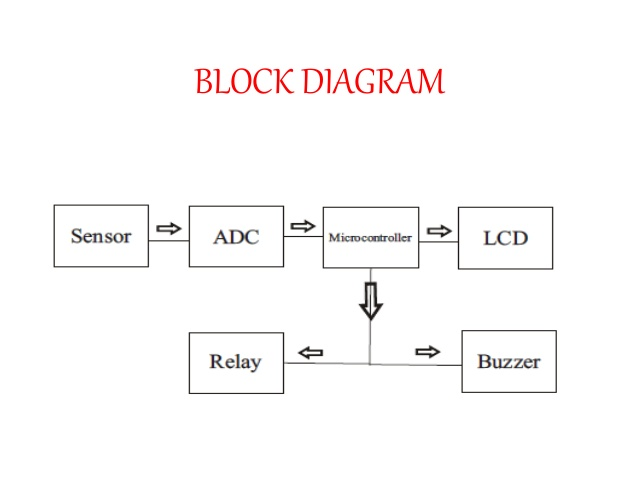 BLOCK DIAGRAM
Sensor
ADC
Microcontroller
LCD
Relay
Buzzer